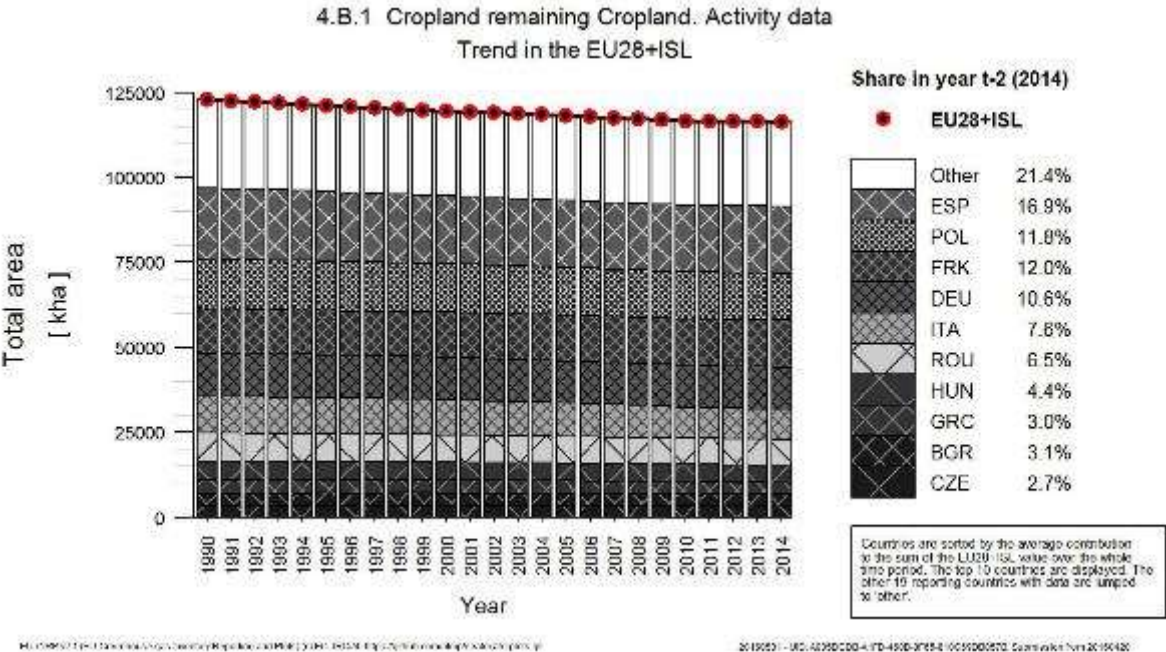 4.B.1 Cropland remaining Cropland. Activity data
Trend in the EU28+ISL
Share in year t-2 (2014)
EU28+ISL
Other 21.4%
ESP 16.9%
POL 11.8%
FRK 12.0%
DEU 10.6%
ITA 7.6%
ROU 6.5%
HUN 4.4%
GRC 3.0%
BGR 3.1%
CZE 2.7%
Total area
[ kha ]
125000
100000
75000
50000
25000
0
1990
1991
1992
1993
1994
1995
1996
1997
1998
1999
2000
2001
2002
2003
2004
2005
2006
2007
2008
2009
2010
2011
2012
2013
2014
Year
Countries are sorted by the average contribution
to the sum of the EU28+ISL value over the whole
time period. The top 10 countries are displayed. The
other 19 reporting countries with data are lumped
to 'other'.